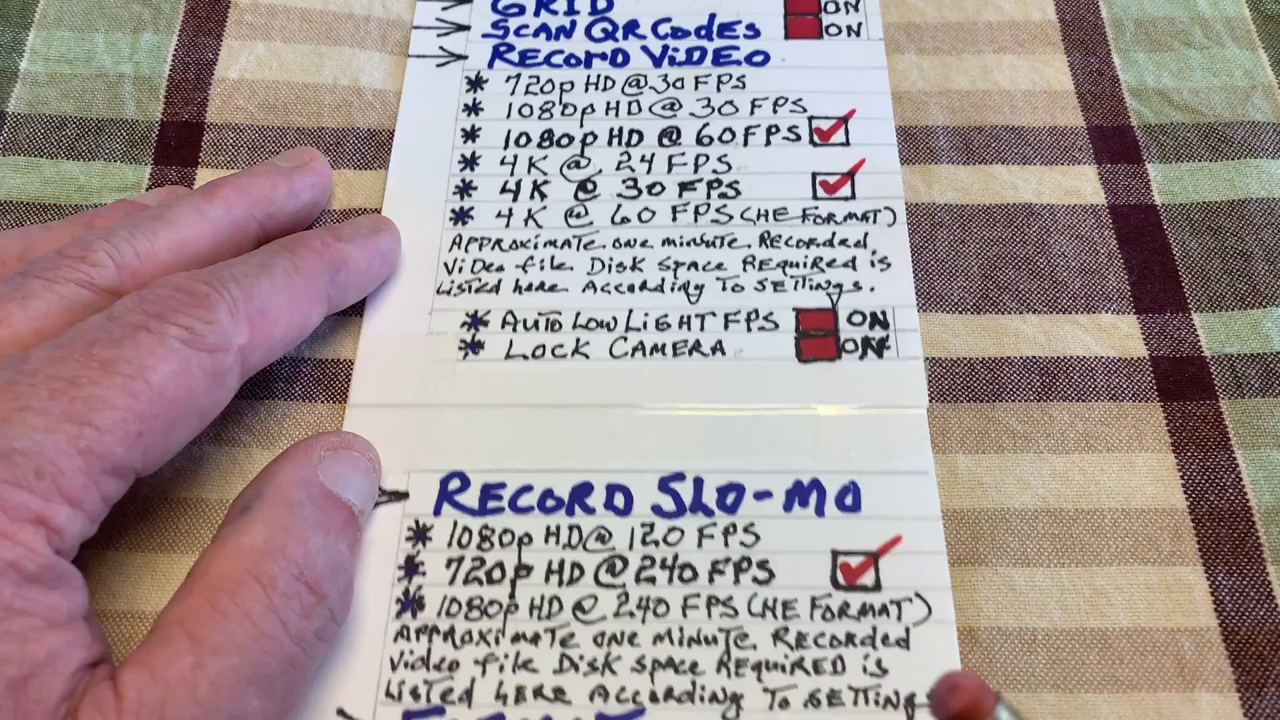 GRID ON
SCAN QR CODES ON
RECORD VIDEO
* 720p HD @ 30 FPS
* 1080p HD @ 30 FPS
* 1080p HD @ 60 FPS
* 4K @ 24 FPS
* 4K @ 30 FPS
* 4K @ 60 FPS (HE FORMAT)
APPROXIMATE ONE MINUTE RECORDED
VIDEO FILE DISK SPACE REQUIRED IS
LISTED HERE ACCORDING TO SETTINGS.
* AUTO LOW LIGHT FPS ON
* LOCK CAMERA ON
RECORD SLO-MO
* 1080p HD @ 120 FPS
* 720p HD @ 240 FPS
* 1080p HD @ 240 FPS (HE FORMAT)
APPROXIMATE ONE MINUTE RECORDED
VIDEO FILE DISK SPACE REQUIRED IS
LISTED HERE ACCORDING TO SETTING